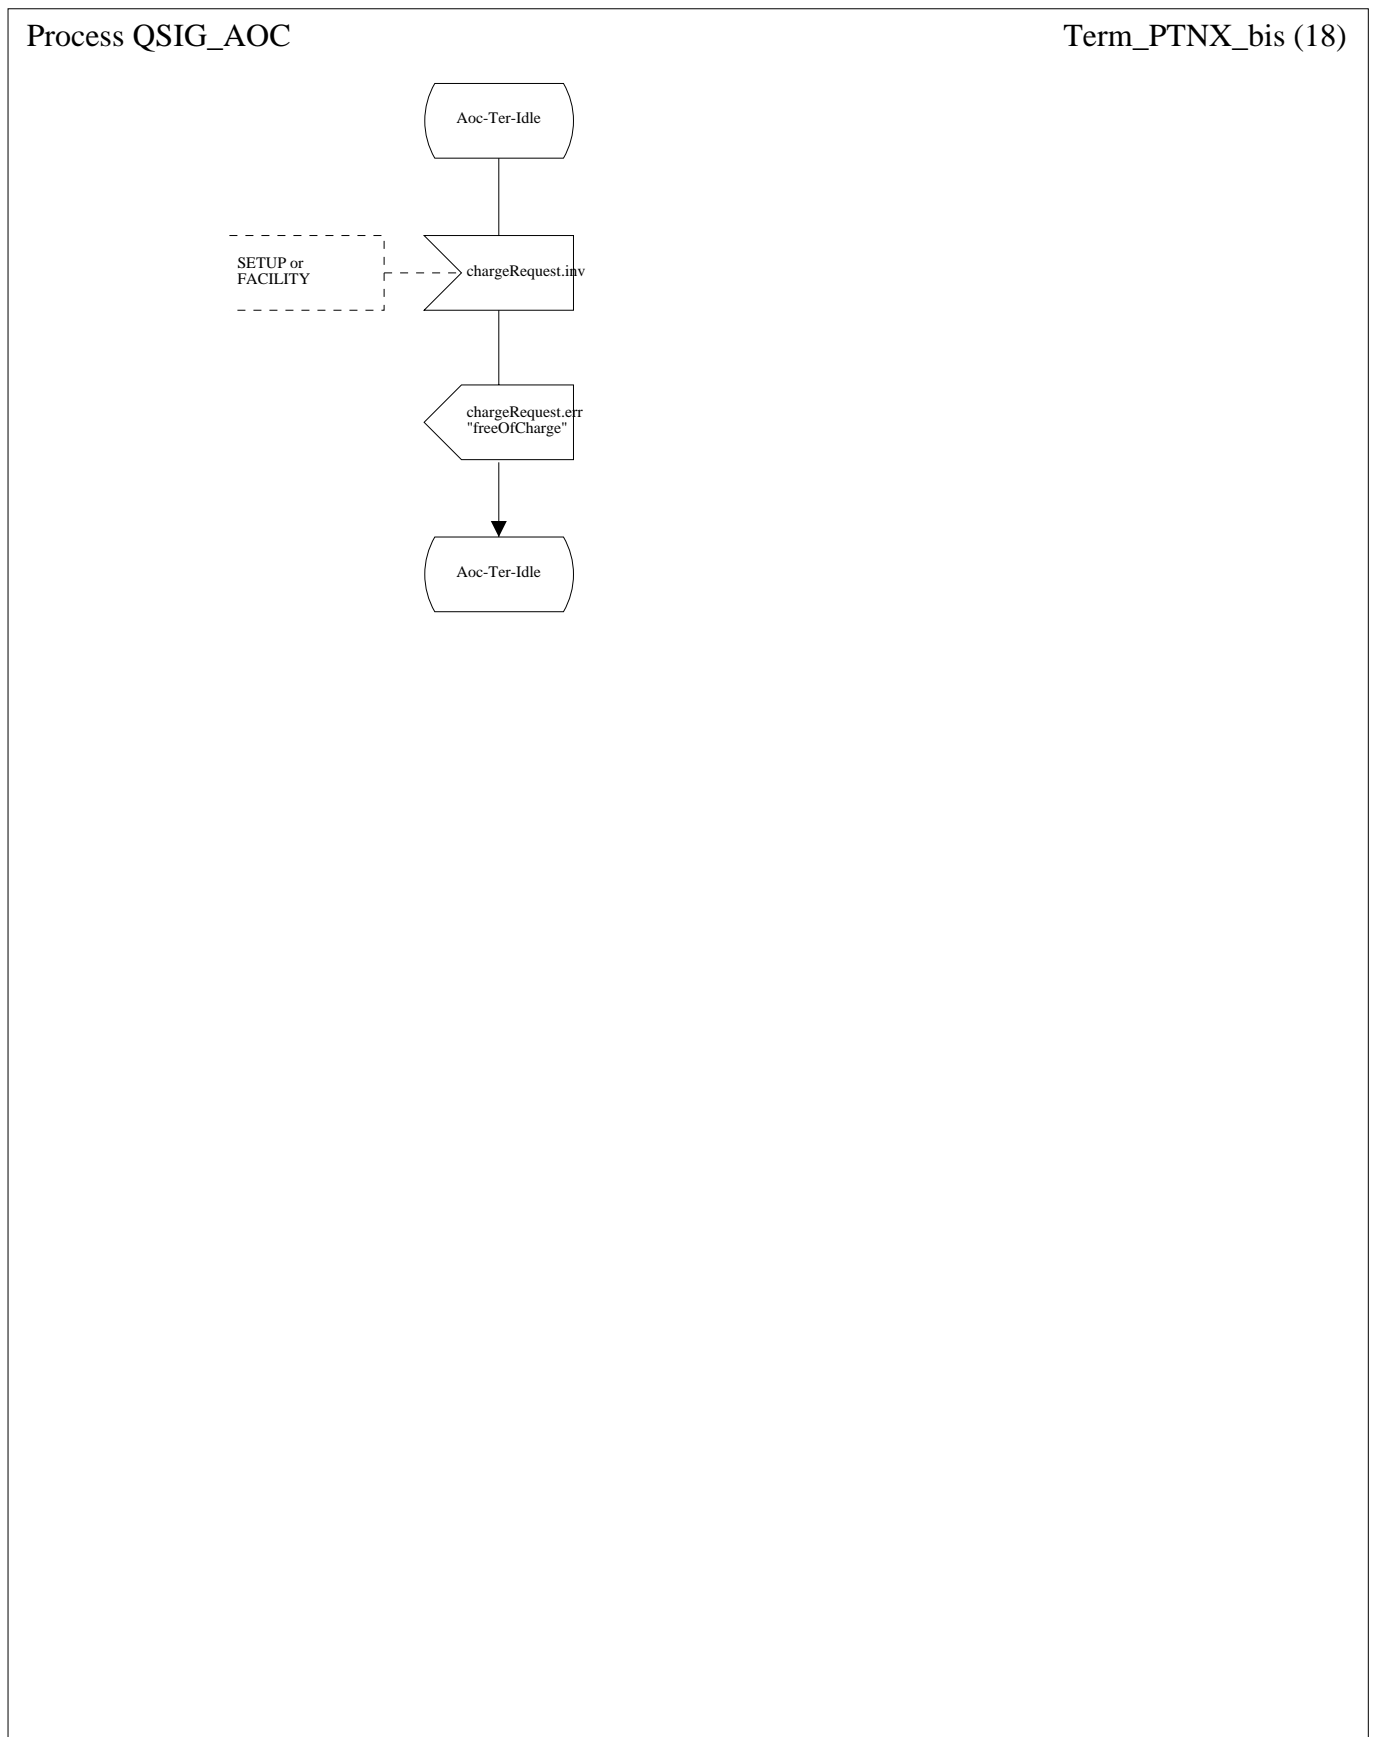 Process QSIG_AOC
Term_PTNX_bis (18)
Aoc-Ter-Idle
SETUP or
FACILITY
chargeRequest.inv
chargeRequest.err
"freeOfCharge"
Aoc-Ter-Idle